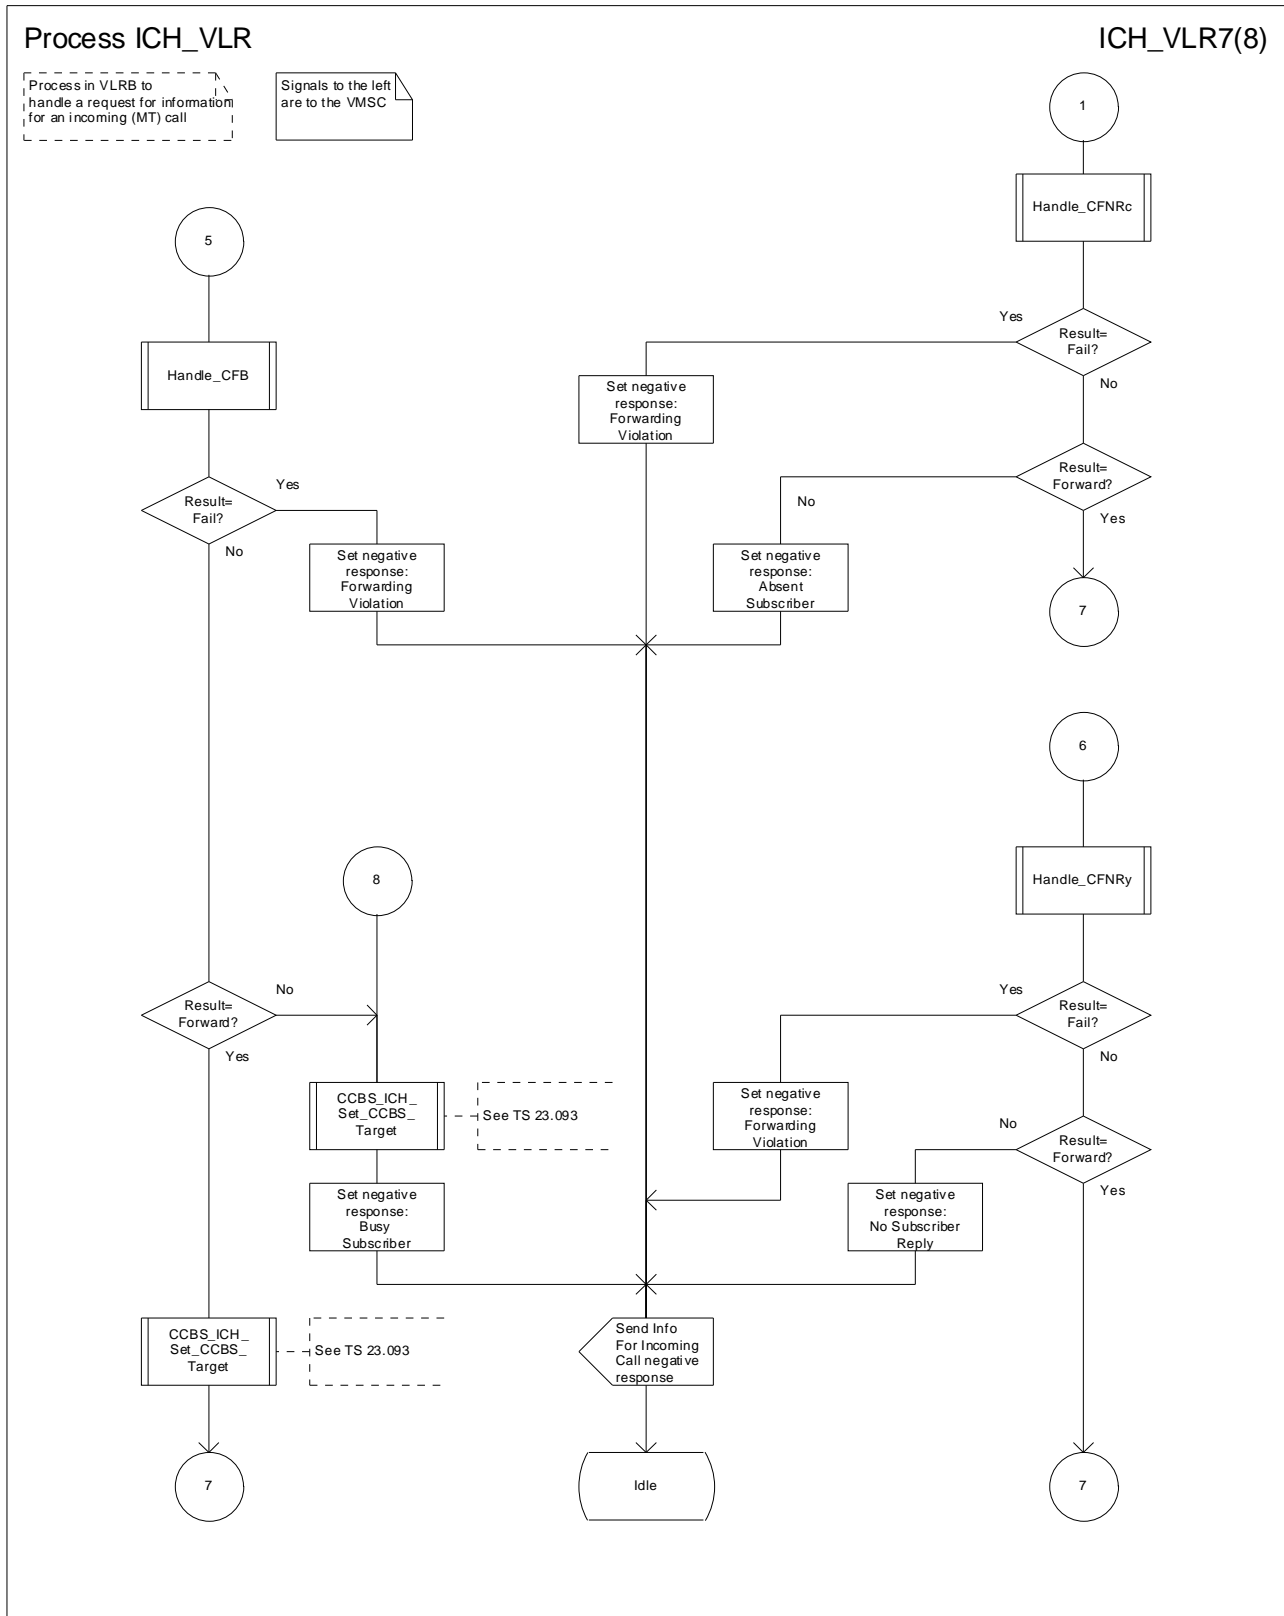 Process ICH_VLR
ICH_VLR7(8)
Process in VLRB to
handle a request for information
for an incoming (MT) call
Signals to the left
are to the VMSC
1
Handle_CFNRc
5
Yes
Result=
Fail?
Handle_CFB
No
Set negative
response:
Forwarding
Violation
Result=
Forward?
Yes
No
Yes
Result=
Fail?
No
Set negative
response:
Forwarding
Violation
Set negative
response:
Absent
Subscriber
7
6
8
Handle_CFNRy
No
Result=
Forward?
Yes
Yes
Result=
Fail?
No
CCBS_ICH_
Set_CCBS_
Target
See TS 23.093
Set negative
response:
Forwarding
Violation
No
Result=
Forward?
Yes
Set negative
response:
Busy
Subscriber
Set negative
response:
No Subscriber
Reply
CCBS_ICH_
Set_CCBS_
Target
See TS 23.093
Send Info
For Incoming
Call negative
response
7
Idle
7